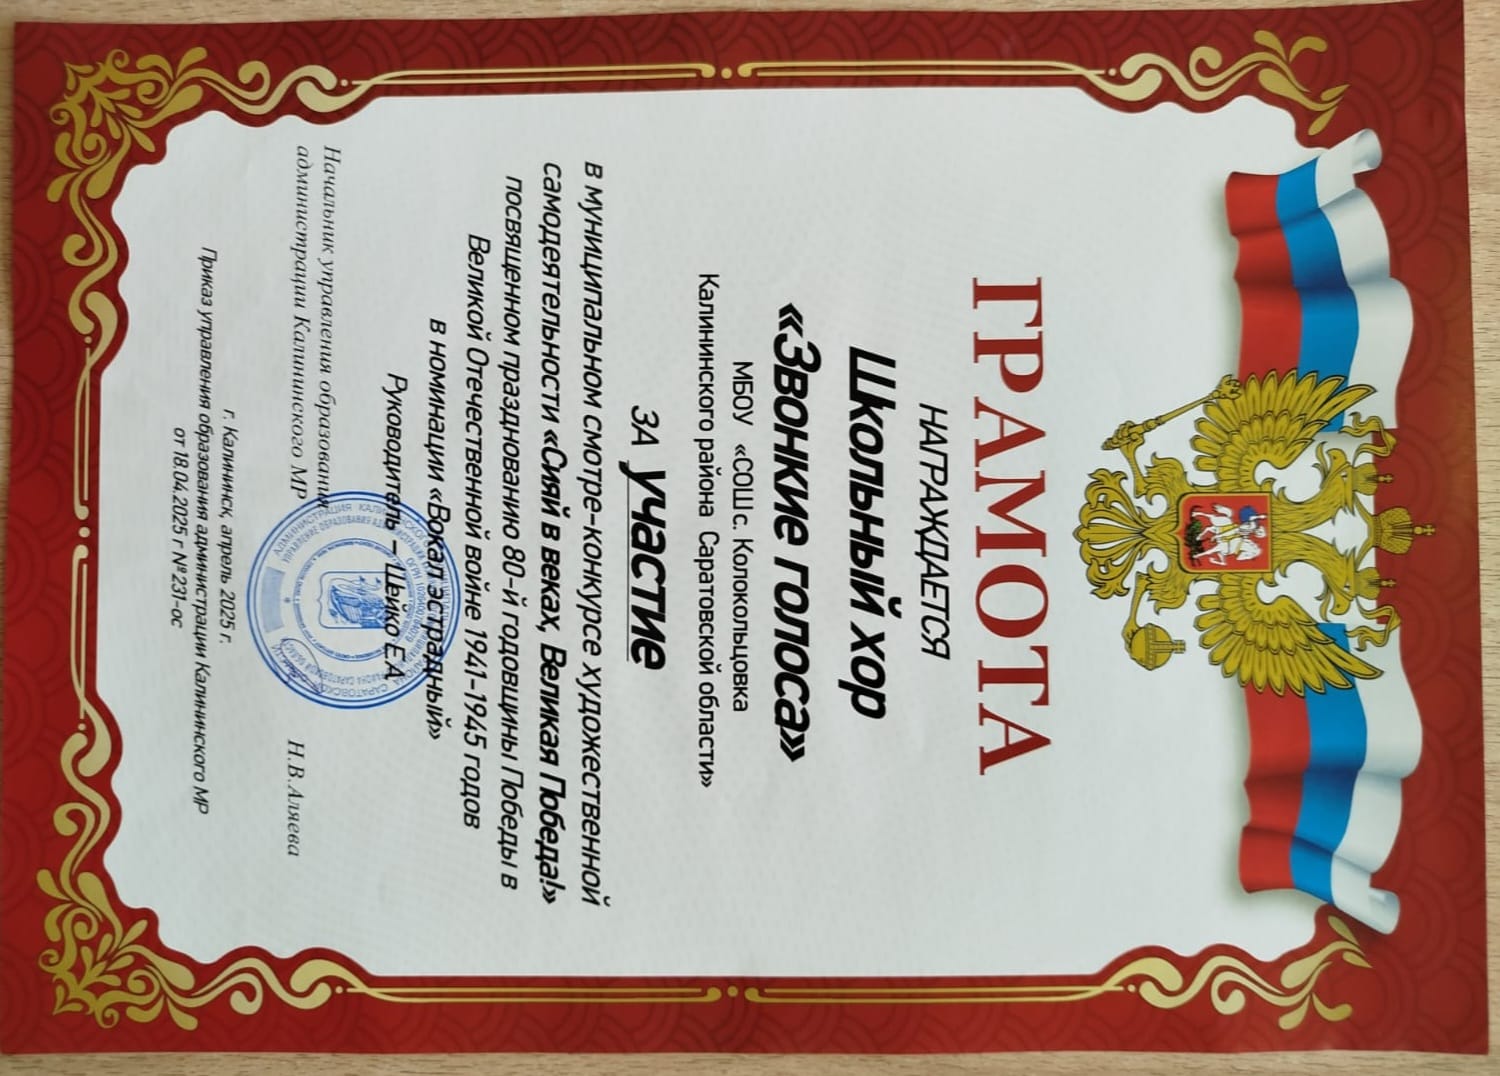 ГРАМОТА
НАГРАЖДАЕТСЯ
Школьный хор
«Звонкие голоса»
МБОУ «СОШс. Колокольцовка
Калининского района Саратовской области»
за участие
в муниципальном смотре-конкурсе художественной
самодеятельности «Сияй в веках, Великая Победа!»
посвященном празднованию 80-й годовщины Победы в
Великой Отечественной войне 1941-1945 годов
в номинации «Вокал эстрадный»
Руководитель – Шейко Е.А
Начальник управления образования
администрации Калининского МР
Н.В.Аляева
г. Калининск, апрель 2025 г.
Приказ управления образования администрации Калининского МР
от 18.04.2025 г №231-ос